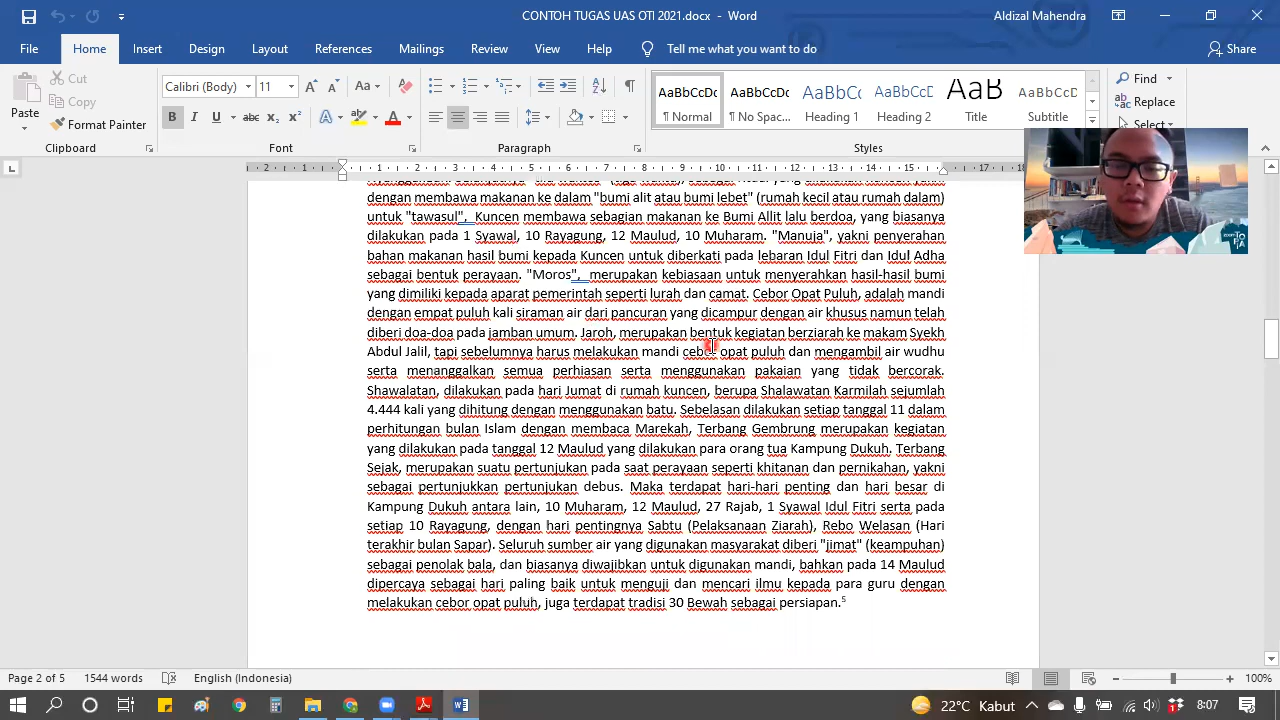 CONTOH TUGAS UAS OTI 2021.docx - Word
Aldizal Mahendra
File Home Insert Design Layout References Mailings Review View Help Tell me what you want to do Share
Cut
Copy
Format Painter
Paste
Clipboard
Calibri (Body) 11
Font
Paragraph
AaBbCcDc AaBbCcDc AaBbCc AaBbCcD AaB AaBbCcD
¶ Normal ¶ No Spac... Heading 1 Heading 2 Title Subtitle
Styles
Find
Replace
Select
dengan membawa makanan ke dalam "bumi alit atau bumi lebet" (rumah kecil atau rumah dalam)
untuk "tawasul", Kuncen membawa sebagian makanan ke Bumi Allit lalu berdoa, yang biasanya
dilakukan pada 1 Syawal, 10 Rayagung, 12 Maulud, 10 Muharam. "Manuja", yakni penyerahan
bahan makanan hasil bumi kepada Kuncen untuk diberkati pada lebaran Idul Fitri dan Idul Adha
sebagai bentuk perayaan. "Moros", merupakan kebiasaan untuk menyerahkan hasil-hasil bumi
yang dimiliki kepada aparat pemerintah seperti lurah dan camat. Cebor Opat Puluh, adalah mandi
dengan empat puluh kali siraman air dari pancuran yang dicampur dengan air khusus namun telah
diberi doa-doa pada jamban umum. Jaroh, merupakan bentuk kegiatan berziarah ke makam Syekh
Abdul Jalil, tapi sebelumnya harus melakukan mandi cebor opat puluh dan mengambil air wudhu
serta menanggalkan semua perhiasan serta menggunakan pakaian yang tidak bercorak.
Shawalatan, dilakukan pada hari Jumat di rumah kuncen, berupa Shalawatan Karmilah sejumlah
4.444 kali yang dihitung dengan menggunakan batu. Sebelasan dilakukan setiap tanggal 11 dalam
perhitungan bulan Islam dengan membaca Marekah, Terbang Gembrung merupakan kegiatan
yang dilakukan pada tanggal 12 Maulud yang dilakukan para orang tua Kampung Dukuh. Terbang
Sejak, merupakan suatu pertunjukan pada saat perayaan seperti khitanan dan pernikahan, yakni
sebagai pertunjukkan pertunjukan debus. Maka terdapat hari-hari penting dan hari besar di
Kampung Dukuh antara lain, 10 Muharam, 12 Maulud, 27 Rajab, 1 Syawal Idul Fitri serta pada
setiap 10 Rayagung, dengan hari pentingnya Sabtu (Pelaksanaan Ziarah), Rebo Welasan (Hari
terakhir bulan Sapar). Seluruh sumber air yang digunakan masyarakat diberi "jimat" (keampuhan)
sebagai penolak bala, dan biasanya diwajibkan untuk digunakan mandi, bahkan pada 14 Maulud
dipercaya sebagai hari paling baik untuk menguji dan mencari ilmu kepada para guru dengan
melakukan cebor opat puluh, juga terdapat tradisi 30 Bewah sebagai persiapan.5
Page 2 of 5 1544 words English (Indonesia) 100%
22°C Kabut 8:07